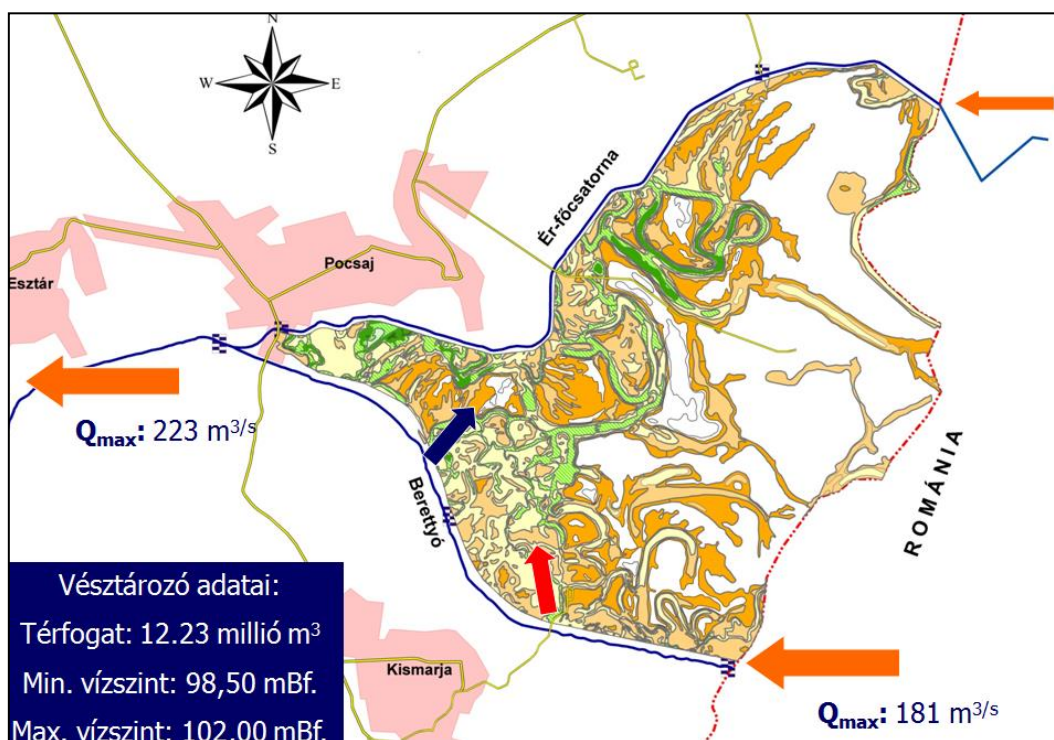 N
W
E
S
Ér-főcsatorna
Pocsaj
Esztár
Qmax: 223 m3/s
Berettyó
ROMÁNIA
Vésztározó adatai:
Térfogat: 12.23 millió m3
Min. vízszint: 98,50 mBf.
Max. vízszint: 102.00 mBf.
Kismarja
Qmax: 181 m3/s